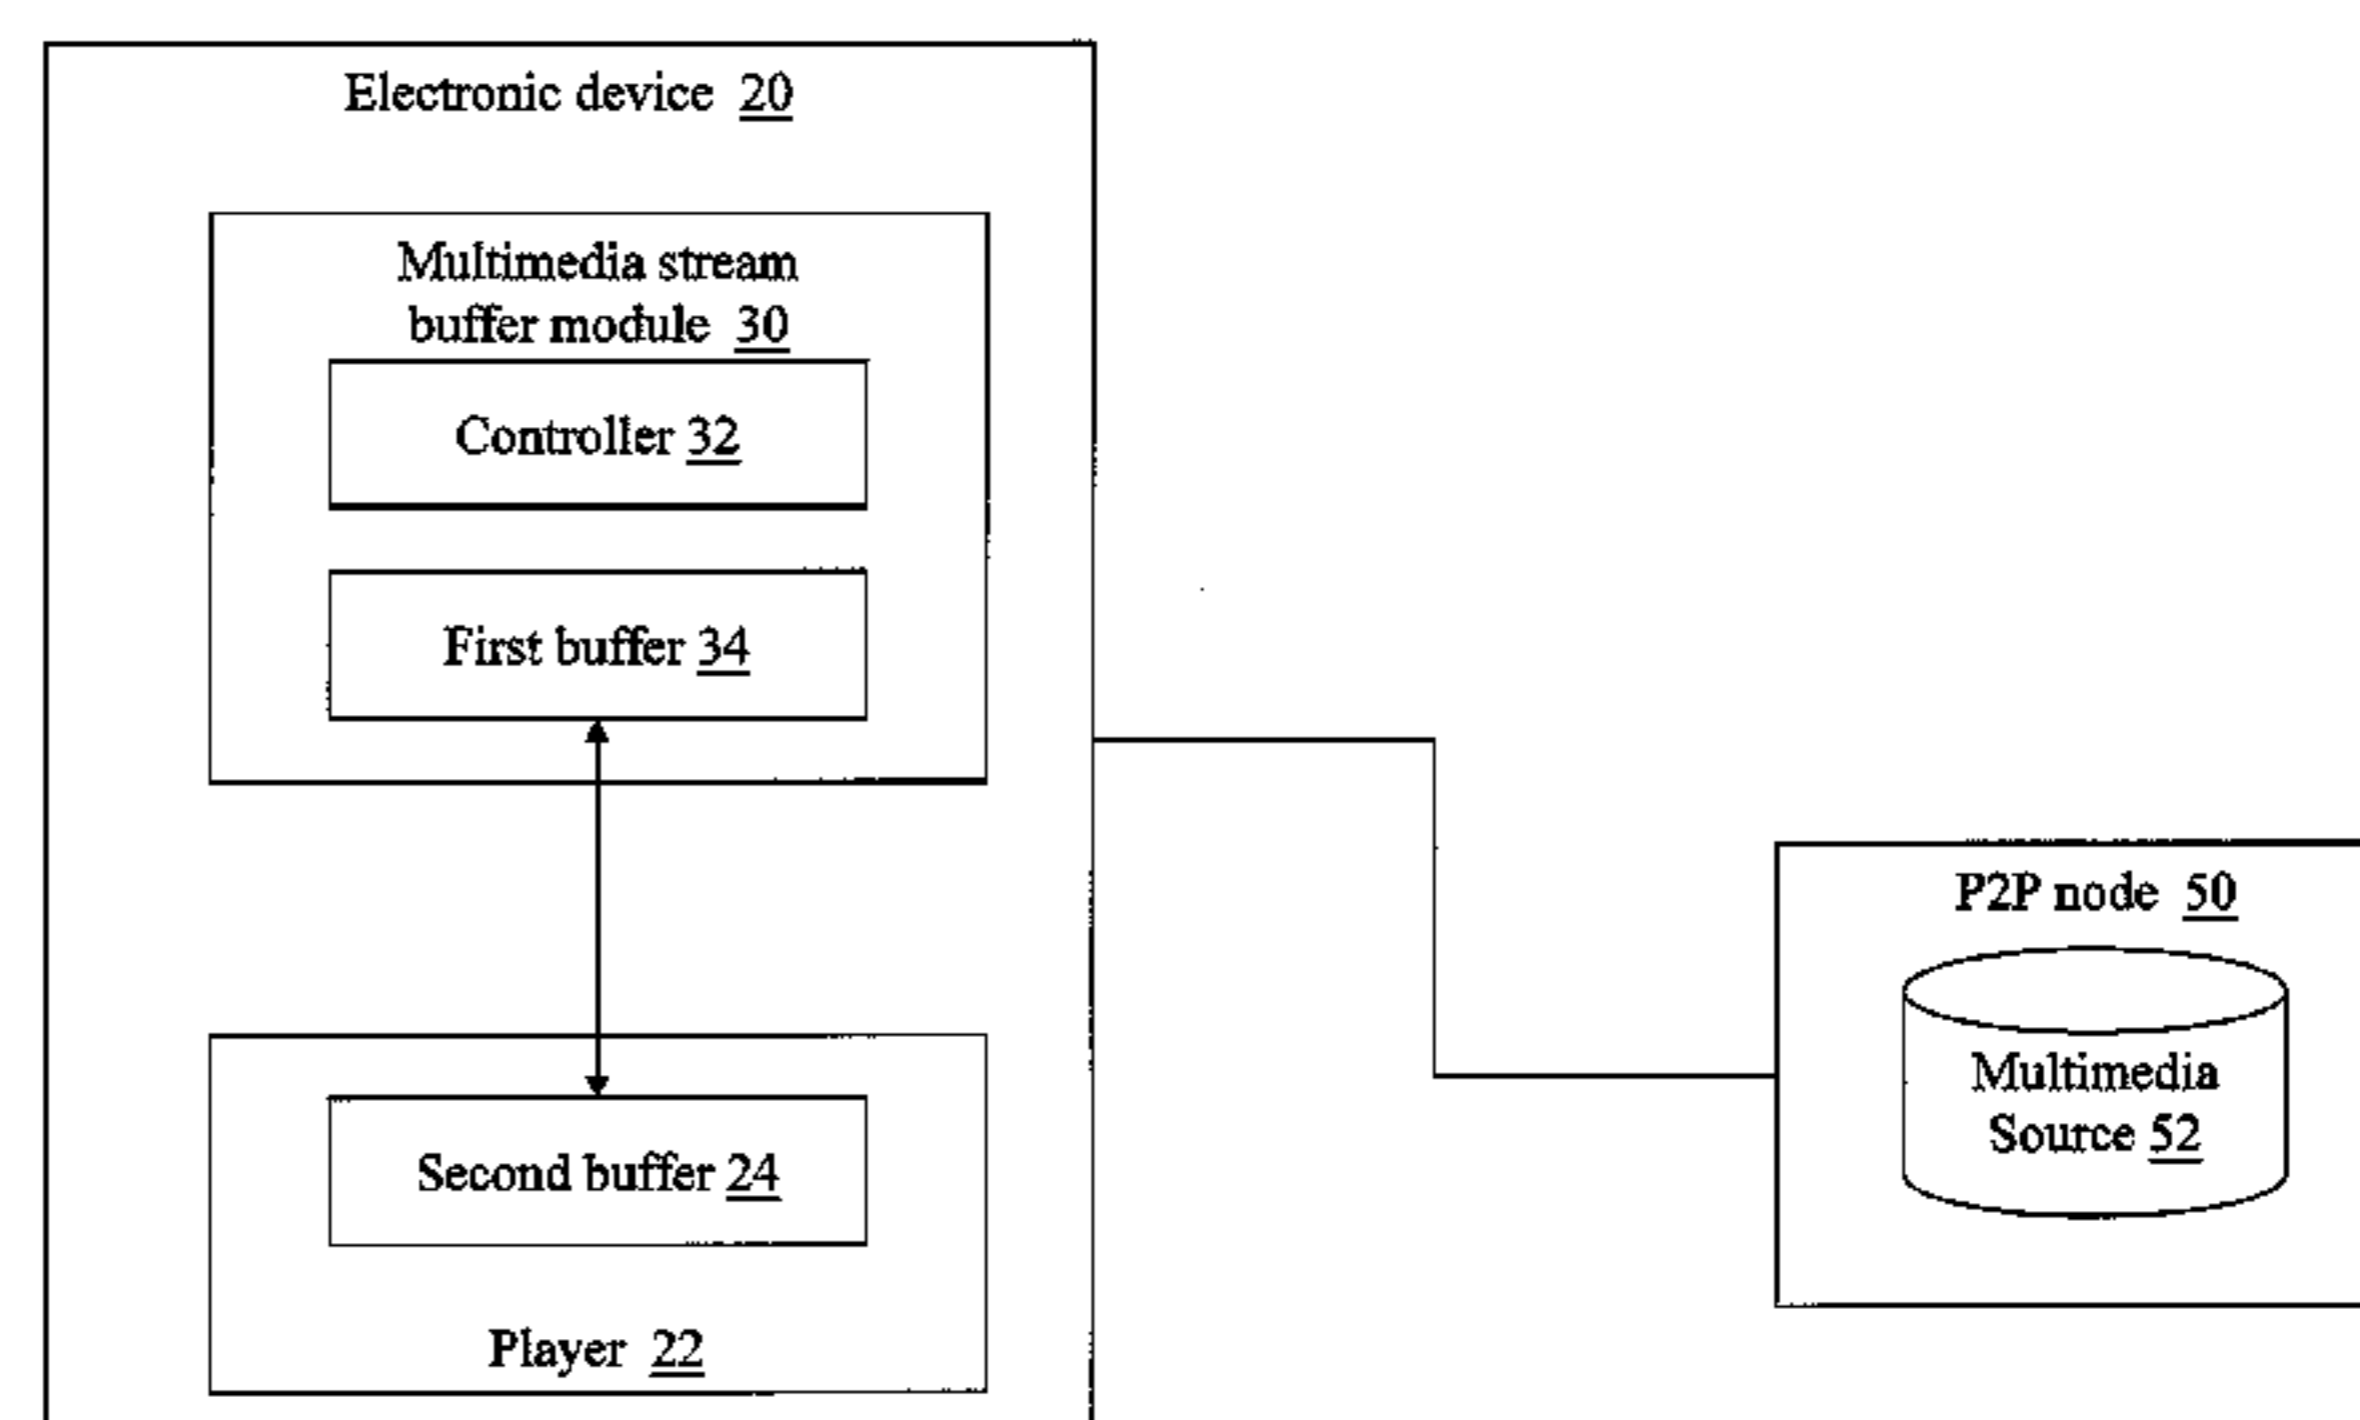 Electronic device 20
Multimedia stream
buffer module 30
Controller 32
First buffer 34
Second buffer 24
Player 22
P2P node 50
Multimedia
Source 52